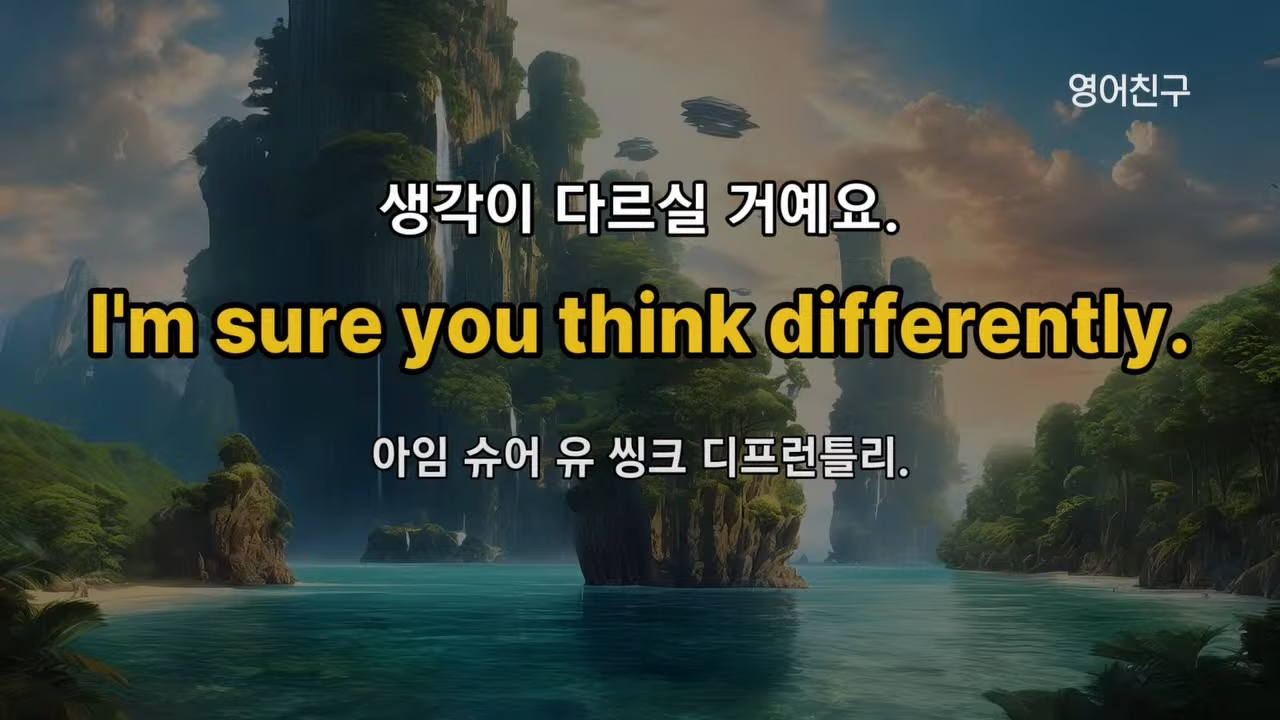 영어친구
생각이 다르실 거예요.
I'm sure you think differently.
아임 슈어 유 씽크 디프런틀리.